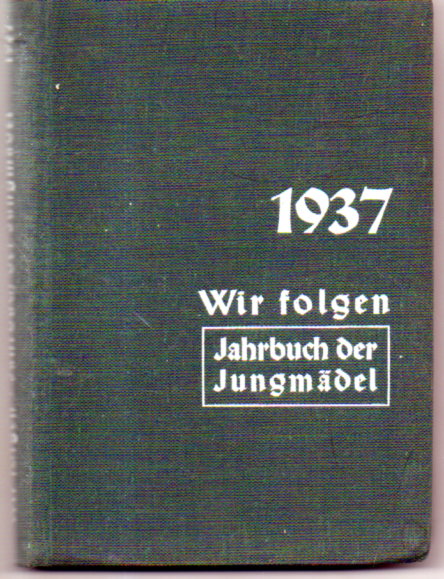 1937
Wir folgen
Jahrbuch der
Jungmädel